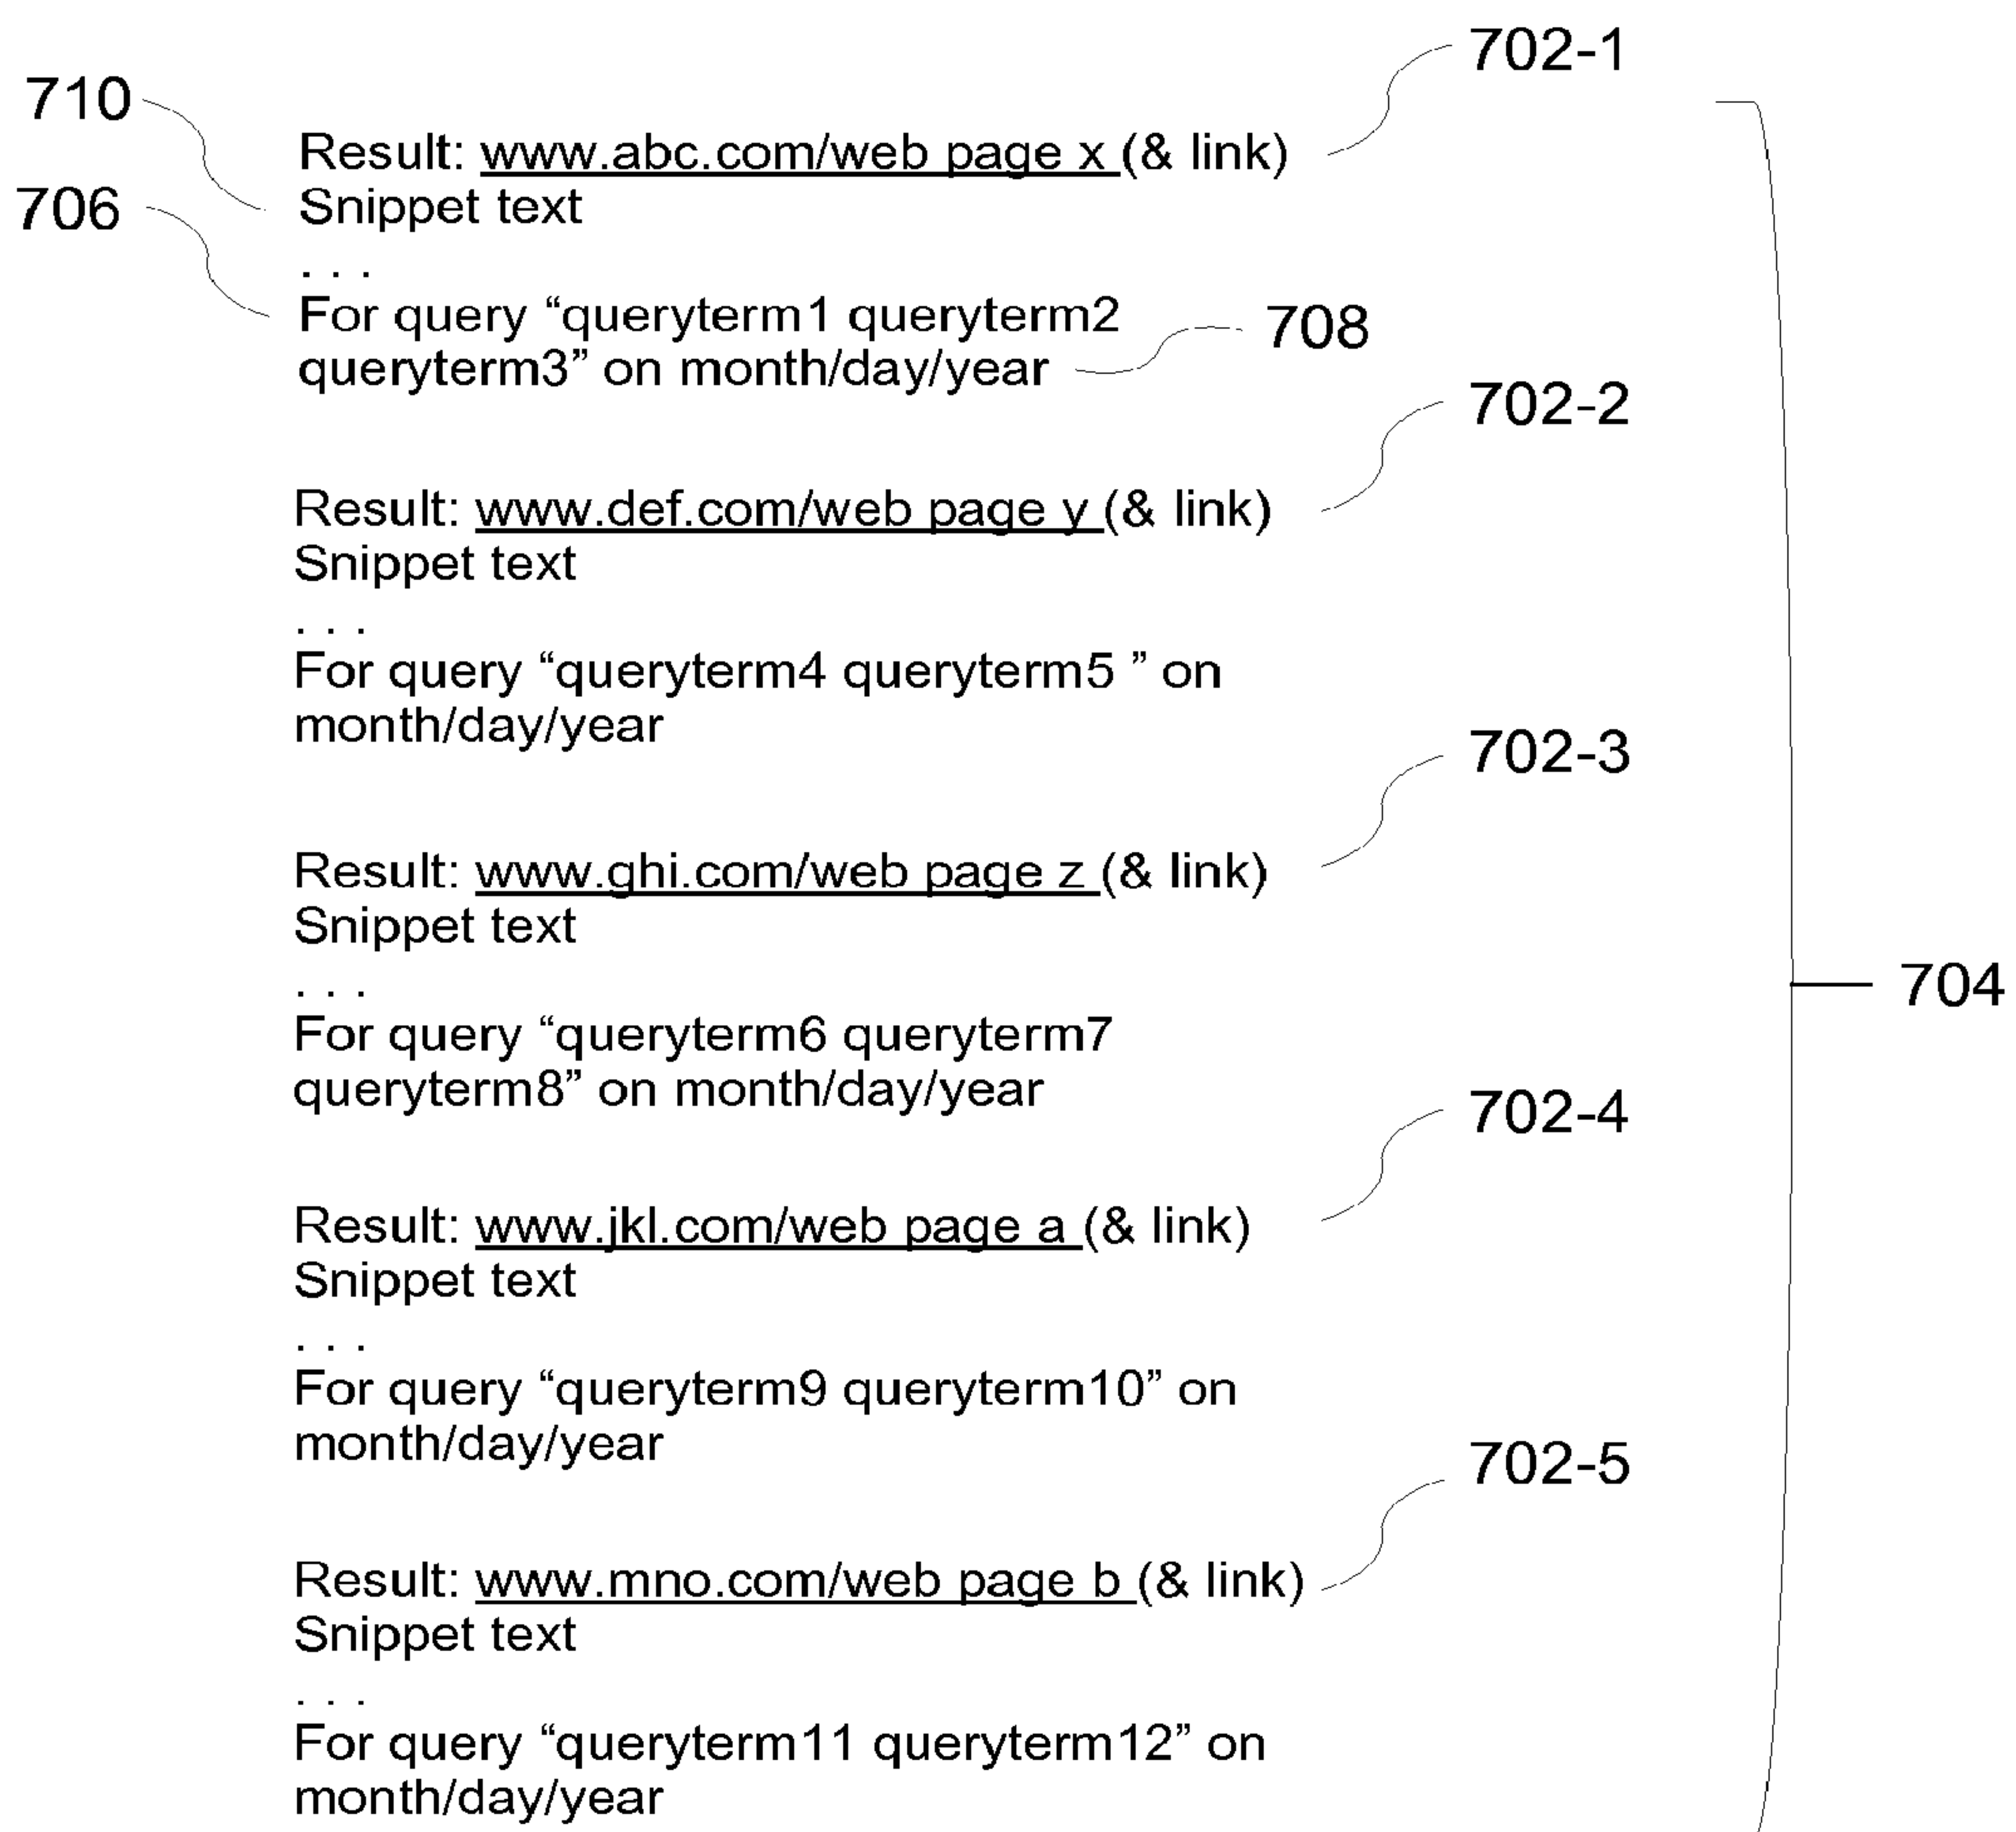 702-1
710
Result: www.abc.com/web page x (& link)
706
Snippet text
. . .
For query “queryterm1 queryterm2
708
queryterm3” on month/day/year
702-2
Result: www.def.com/web page y (& link)
Snippet text
. . .
For query “queryterm4 queryterm5 ” on
month/day/year
702-3
Result: www.ghi.com/web page z (& link)
Snippet text
. . .
704
For query “queryterm6 queryterm7
queryterm8” on month/day/year
702-4
Result: www.jkl.com/web page a (& link)
Snippet text
. . .
For query “queryterm9 queryterm10” on
month/day/year
702-5
Result: www.mno.com/web page b (& link)
Snippet text
. . .
For query “queryterm11 queryterm12” on
month/day/year